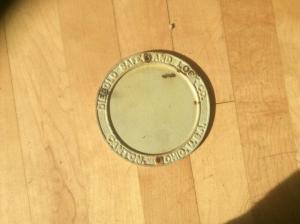 DIEBOLD SAFE AND LOCK CO.
CANTON, OHIO, U.S.A.